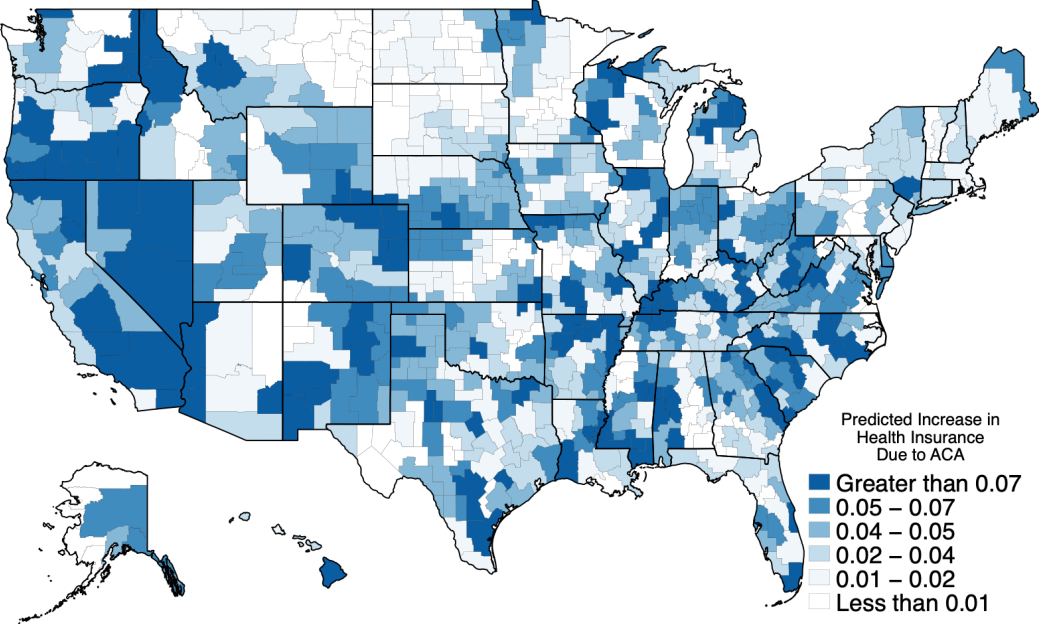 Predicted Increase in
Health Insurance
Due to ACA
Greater than 0.07
0.05 – 0.07
0.04 – 0.05
0.02 – 0.04
0.01 – 0.02
Less than 0.01